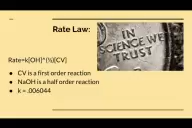 Rate Law:
IN
SCIENCE WE
TRUST
Rate=k[OH]^(½)[CV]
● CV is a first order reaction
● NaOH is a half order reaction
● k = .006044